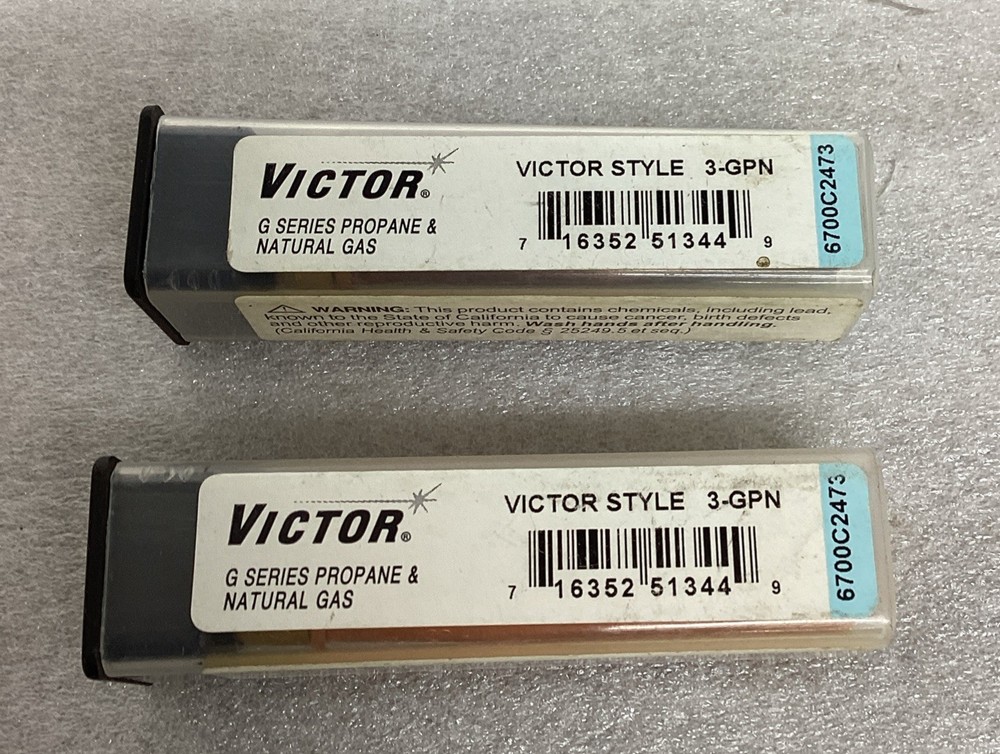 VICTOR®
G SERIES PROPANE &
NATURAL GAS
VICTOR STYLE 3-GPN
7 16352 51344 9
6700C2473
⚠ WARNING: This product contains chemicals, including lead,
known to the State of California to cause cancer, birth defects
and other reproductive harm. Wash hands after handling.
(California Health & Safety Code § 25249.5 et seq.)
VICTOR®
G SERIES PROPANE &
NATURAL GAS
VICTOR STYLE 3-GPN
7 16352 51344 9
6700C2473